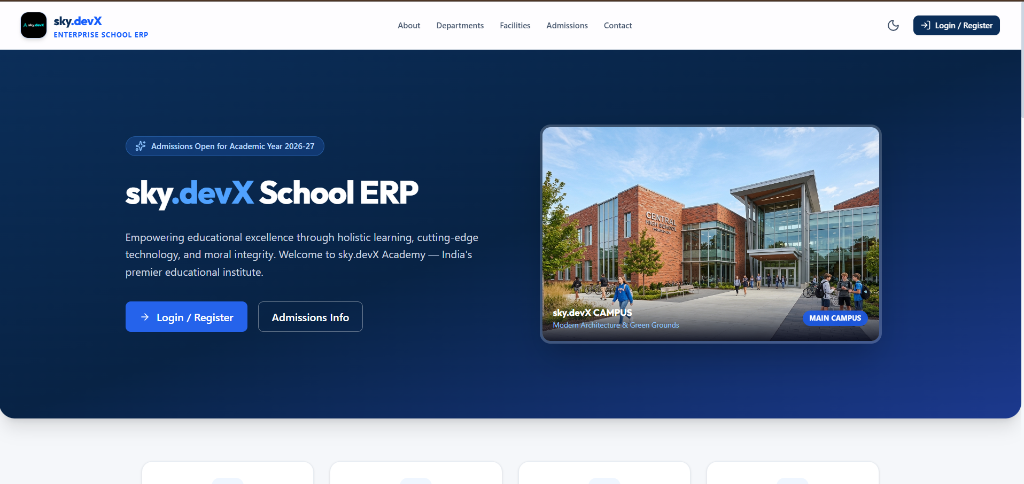 sky.devX
ENTERPRISE SCHOOL ERP
About
Departments
Facilities
Admissions
Contact
Login / Register
Admissions Open for Academic Year 2026-27
sky.devX School ERP
Empowering educational excellence through holistic learning, cutting-edge
technology, and moral integrity. Welcome to sky.devX Academy — India's
premier educational institute.
Login / Register
Admissions Info
CENTRAL
HIGH SCHOOL
sky.devX CAMPUS
Modern Architecture & Green Grounds
MAIN CAMPUS